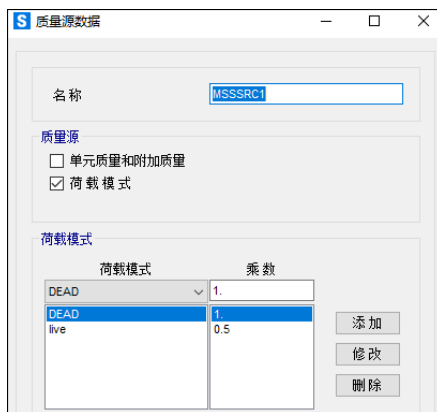 S 质量源数据
名称 MSSSRC1
质量源
单元质量和附加质量
荷载模式
荷载模式
荷载模式 乘数
DEAD 1.
DEAD 1.
live 0.5
添加
修改
删除